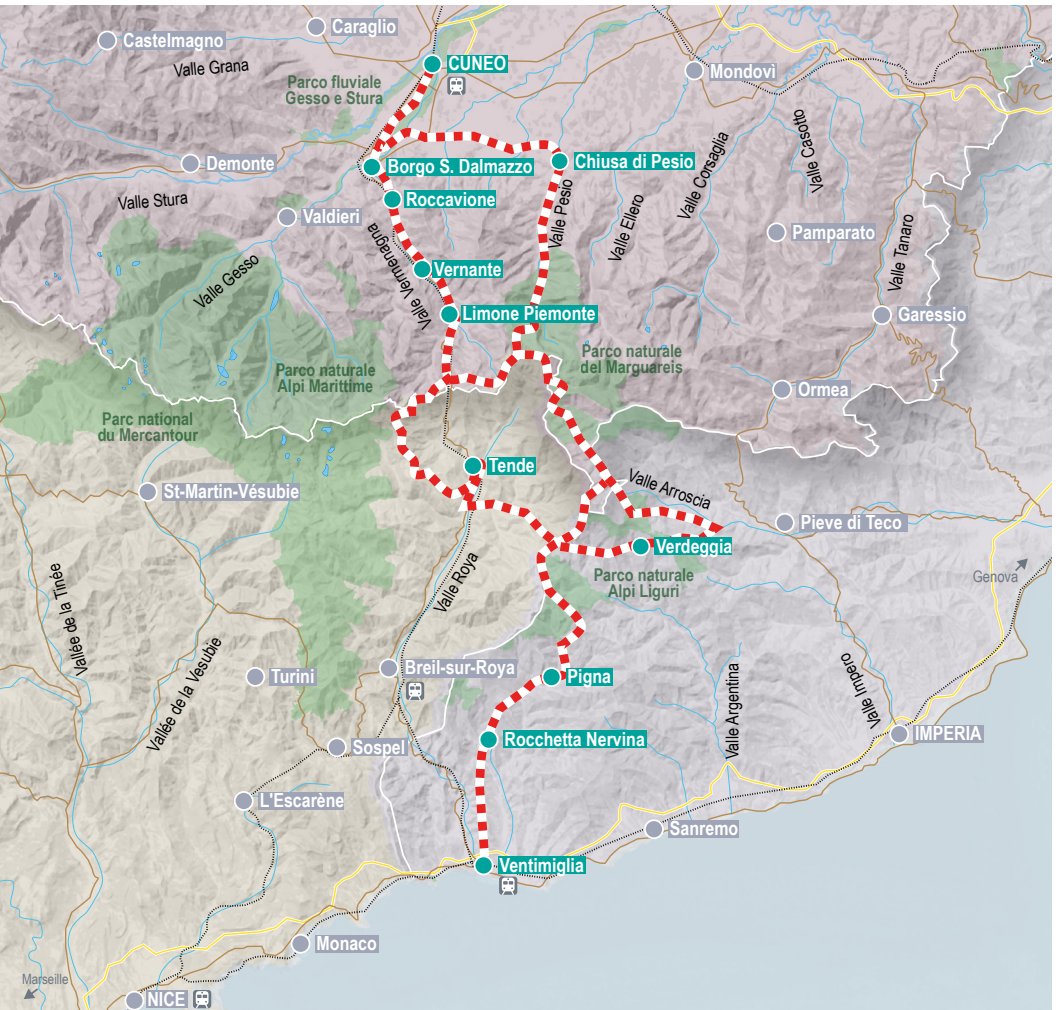 Caraglio
Castelmagno
CUNEO
Valle Grana
Mondovì
Parco fluviale
Gesso e Stura
Demonte
Borgo S. Dalmazzo
Chiusa di Pesio
Valle Casotto
Valle Corsaglia
Valle Stura
Roccavione
Valle Pesio
Valle Ellero
Valdieri
Pamparato
Valle Tanaro
Valle Vermenagna
Vernante
Valle Gesso
Limone Piemonte
Garessio
Parco naturale
del Marguareis
Parco naturale
Alpi Marittime
Ormea
Parc national
du Mercantour
Tende
St-Martin-Vésubie
Valle Arroscia
Pieve di Teco
Verdeggia
Valle Roya
Parco naturale
Alpi Liguri
Genova
Vallée de la Tinée
Breil-sur-Roya
Turini
Pigna
Vallée de la Vesubie
Valle Argentina
Valle Impero
IMPERIA
Rocchetta Nervina
Sospel
L'Escarène
Sanremo
Ventimiglia
Monaco
Marseille
NICE